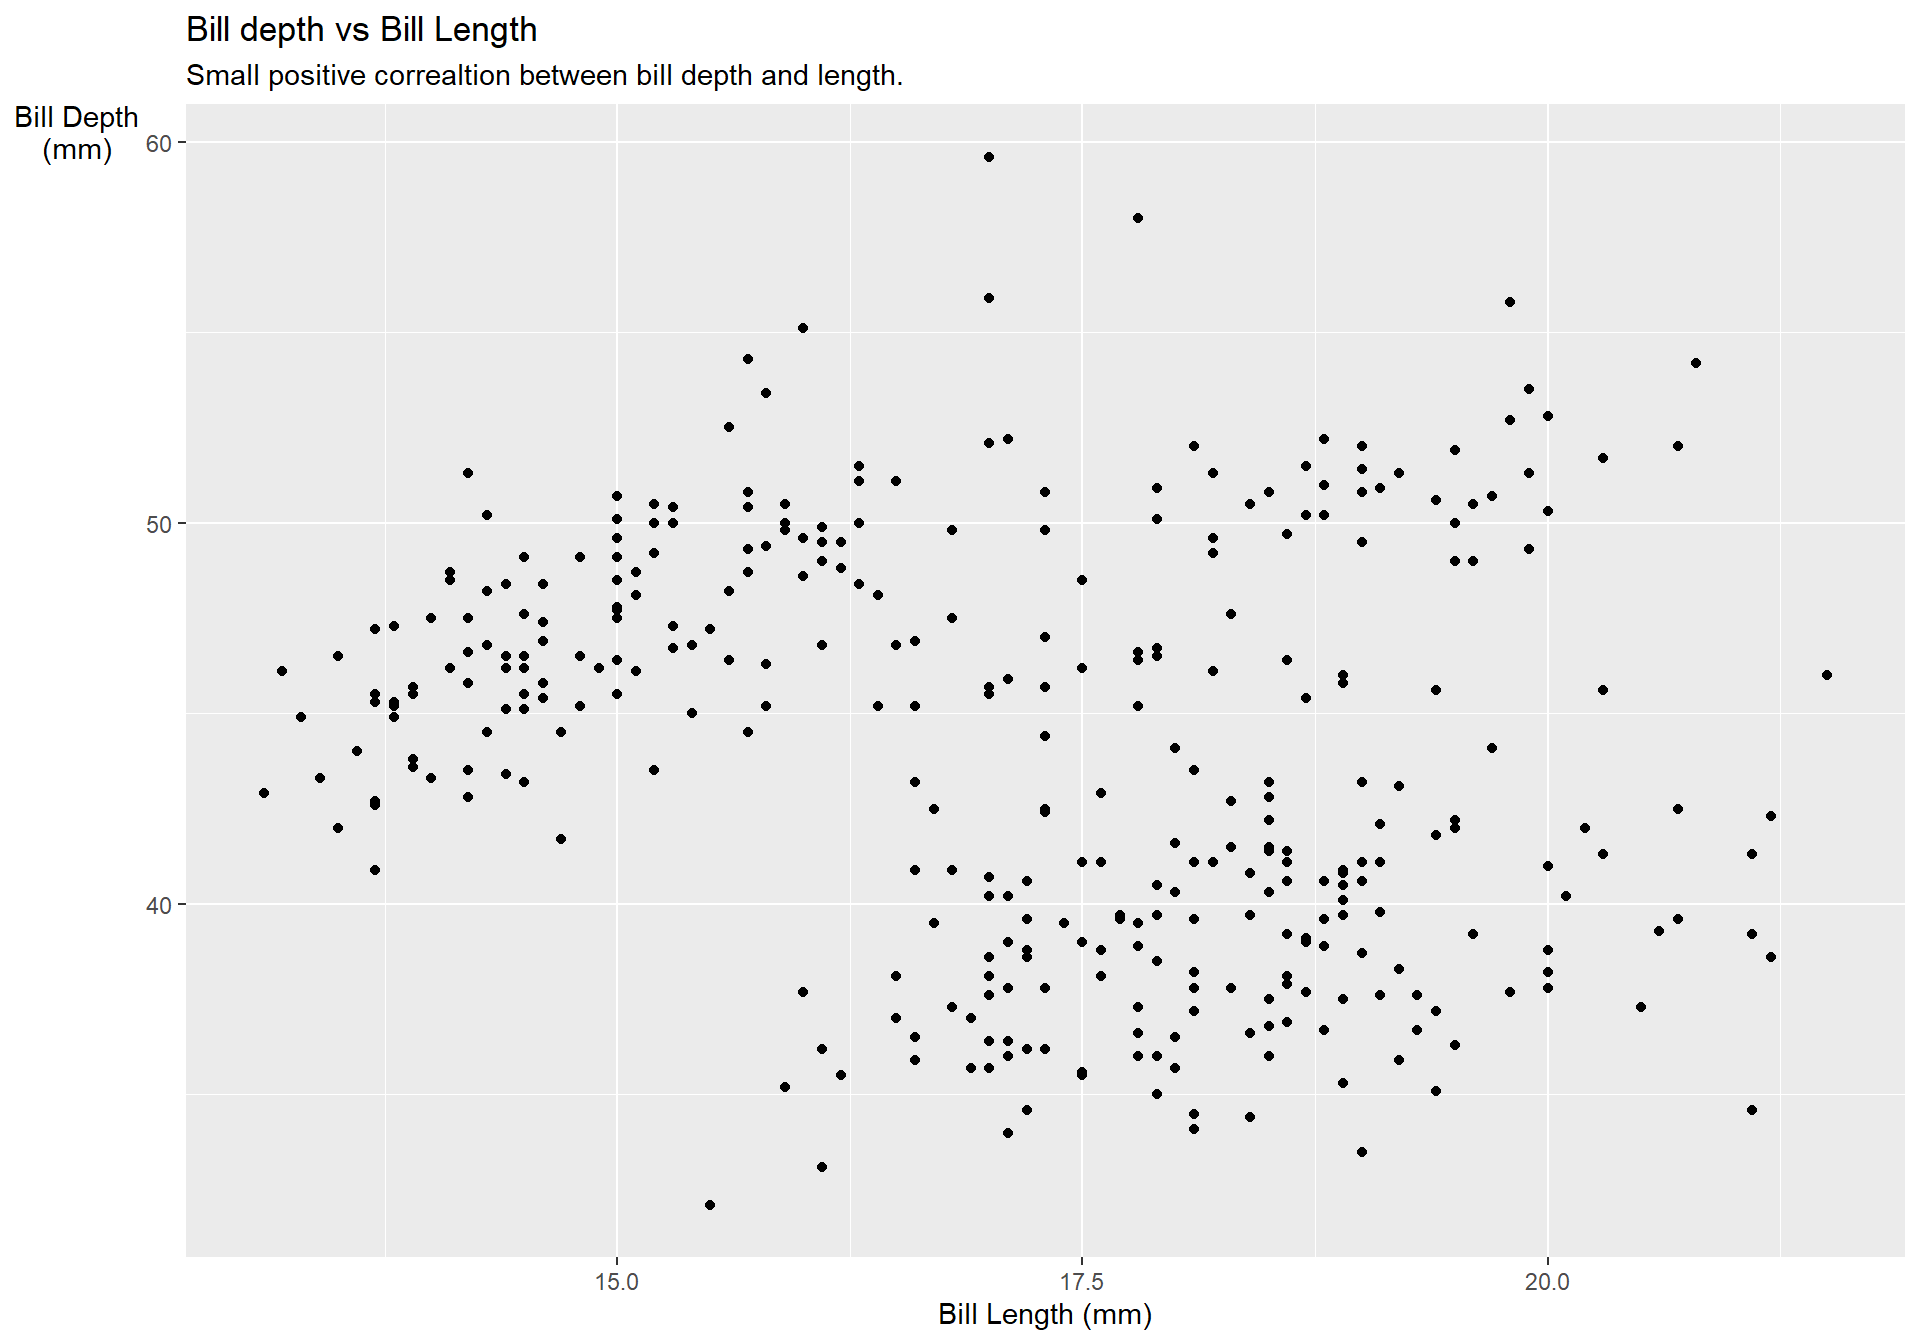 Bill depth vs Bill Length
Small positive correaltion between bill depth and length.
Bill Depth
(mm)
60
50
40
15.0 17.5 20.0
Bill Length (mm)